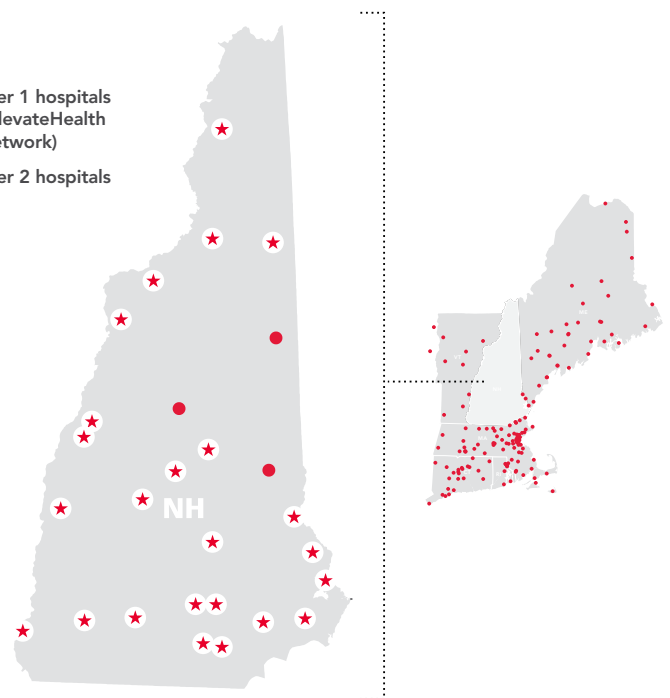 er 1 hospitals
levateHealth
etwork)
er 2 hospitals
NH